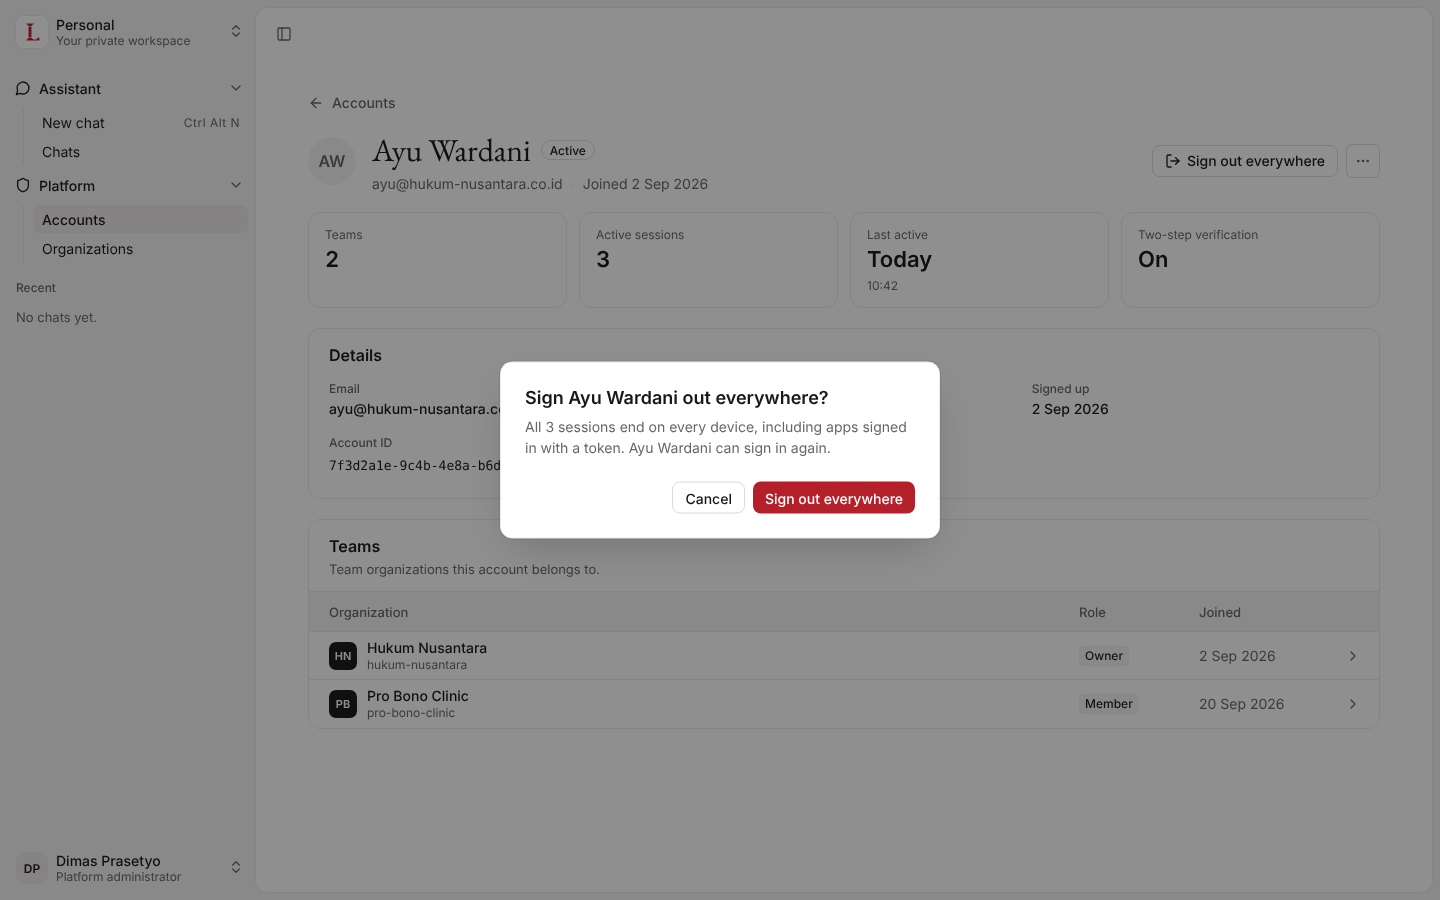 L
Personal
Your private workspace
Assistant
New chat
Ctrl Alt N
Chats
Platform
Accounts
Organizations
Recent
No chats yet.
DP
Dimas Prasetyo
Platform administrator
Accounts
AW
Ayu Wardani
Active
ayu@hukum-nusantara.co.id · Joined 2 Sep 2026
Sign out everywhere
Teams
2
Active sessions
3
Last active
Today
10:42
Two-step verification
On
Details
Email
ayu@hukum-nusantara.c
Signed up
2 Sep 2026
Account ID
7f3d2a1e-9c4b-4e8a-b6d
Sign Ayu Wardani out everywhere?
All 3 sessions end on every device, including apps signed
in with a token. Ayu Wardani can sign in again.
Cancel
Sign out everywhere
Teams
Team organizations this account belongs to.
Organization
Role
Joined
HN
Hukum Nusantara
hukum-nusantara
Owner
2 Sep 2026
PB
Pro Bono Clinic
pro-bono-clinic
Member
20 Sep 2026